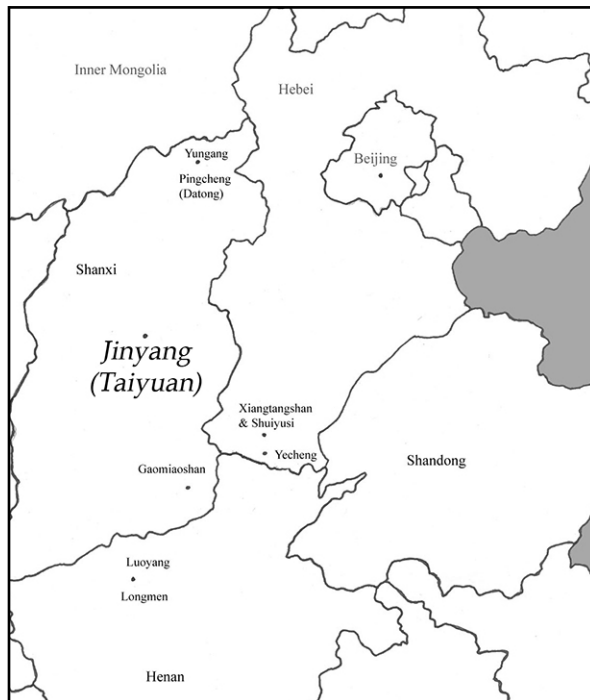 Inner Mongolia
Hebei
Yungang
Beijing
Pingcheng
(Datong)
Shanxi
Jinyang
(Taiyuan)
Xiangtangshan
& Shuiyusi
Yecheng
Shandong
Gaomiaoshan
Luoyang
Longmen
Henan